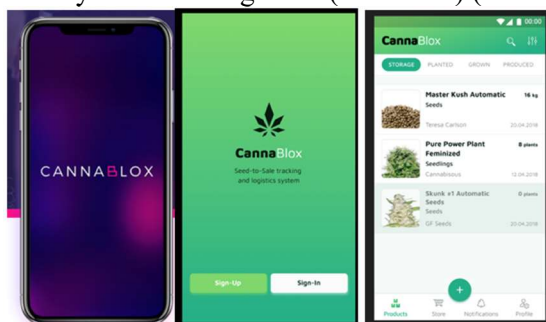 CANNABLOX
CannaBlox
Seed-to-Sale tracking
and logistics system
Sign-Up
Sign-In
00:00
CannaBlox
STORAGE
PLANTED
GROWN
PRODUCED
Master Kush Automatic
16 kg
Seeds
Teresa Carlson
20.04.2018
Pure Power Plant
8 plants
Feminized
Seedlings
Cannabiscus
12.04.2018
Skunk #1 Automatic
0 plants
Seeds
Seeds
GF Seeds
20.04.2018
+
Products
Store
Notifications
Profile